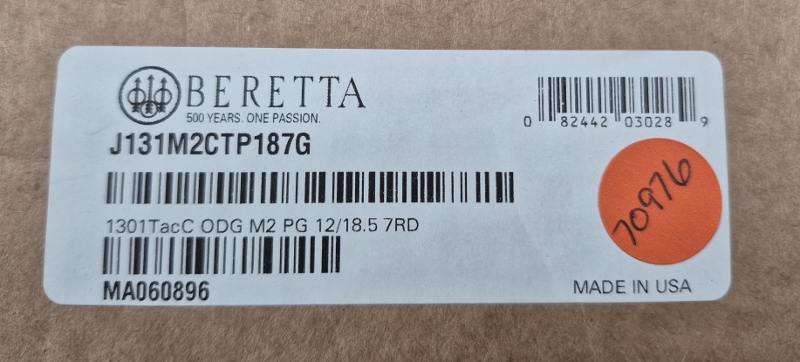 BERETTA
500 YEARS. ONE PASSION.
0 82442 03028 9
J131M2CTP187G
70976
1301TacC ODG M2 PG 12/18.5 7RD
MA060896
MADE IN USA